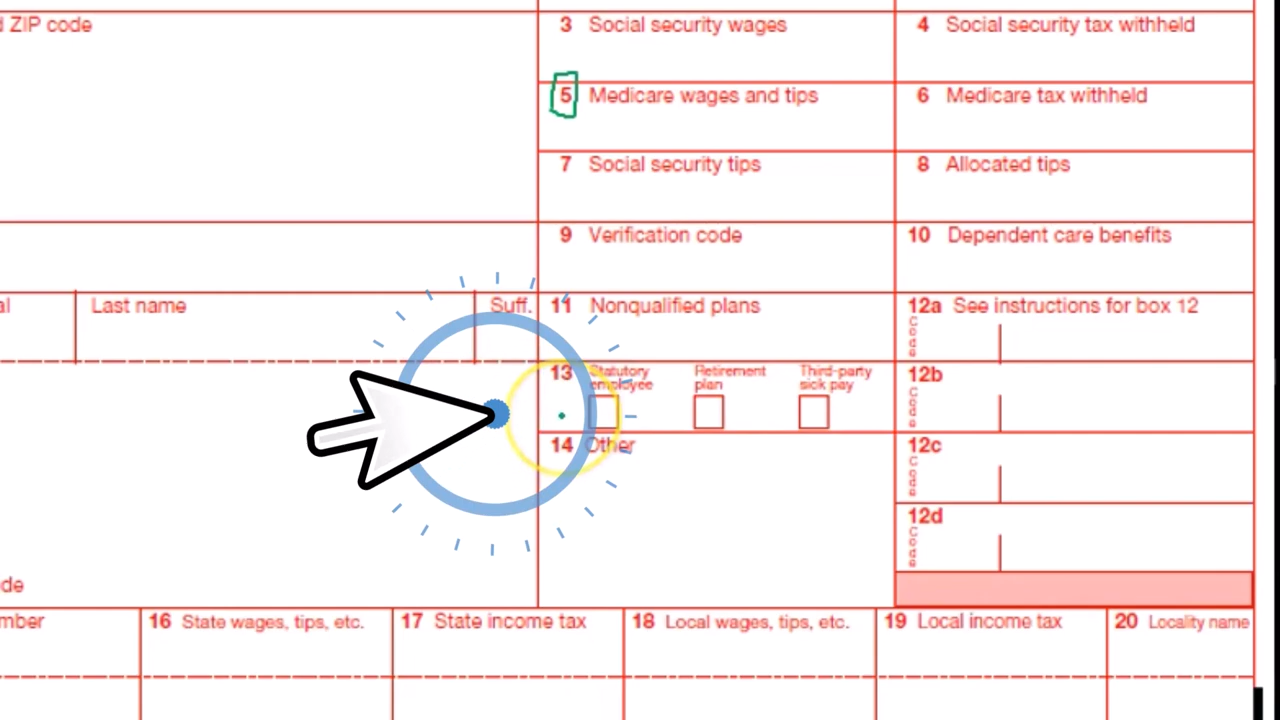 d ZIP code
3 Social security wages
4 Social security tax withheld
5 Medicare wages and tips
6 Medicare tax withheld
7 Social security tips
8 Allocated tips
9 Verification code
10 Dependent care benefits
al
Last name
Suff.
11 Nonqualified plans
12a See instructions for box 12
Code
13 Statutory employee
Retirement plan
Third-party sick pay
12b
Code
14 Other
12c
Code
12d
Code
de
mber
16 State wages, tips, etc.
17 State income tax
18 Local wages, tips, etc.
19 Local income tax
20 Locality name